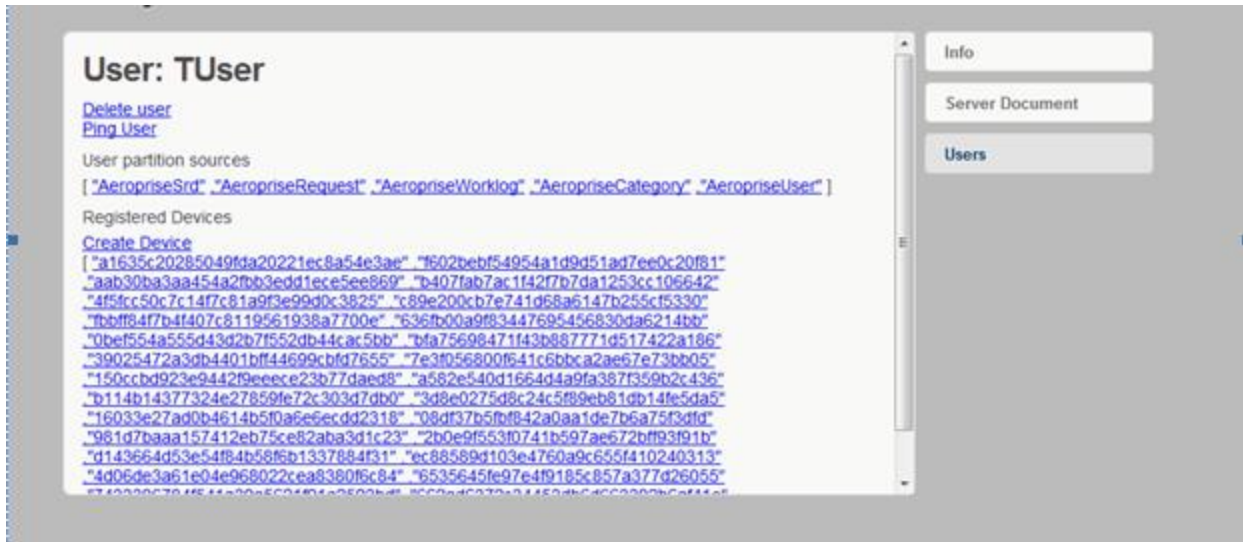 User: TUser
Delete user
Ping User
User partition sources
[ "AeropriseSrd" ,"AeropriseRequest" ,"AeropriseWorklog" ,"AeropriseCategory" ,"AeropriseUser" ]
Registered Devices
Create Device
[ "a1635c20285049fda20221ec8a54e3ae" ,"f602bebf54954a1d9d51ad7ee0c20f81"
,"aab30ba3aa454a2fbb3edd1ece5ee869" ,"b407fab7ac1f42f7b7da1253cc106642"
,"4f5fcc50c7c14f7c81a9f3e99d0c3825" ,"c89e200cb7e741d68a6147b255cf5330"
,"fbbff84f7b4f407c8119561938a7700e" ,"636fb00a9f83447695456830da6214bb"
,"0bef554a555d43d2b7f552db44cac5bb" ,"bfa75698471f43b887771d517422a186"
,"39025472a3db4401bff44699cbfd7655" ,"7e3f056800f641c6bbca2ae67e73bb05"
,"150ccbd923e9442f9eeece23b77daed8" ,"a582e540d1664d4a9fa387f359b2c436"
,"b114b14377324e27859fe72c303d7db0" ,"3d8e0275d8c24c5f89eb81db14fe5da5"
,"16033e27ad0b4614b5f0a6e6ecdd2318" ,"08df37b5fbf842a0aa1de7b6a75f3dfd"
,"981d7baaa157412eb75ce82aba3d1c23" ,"2b0e9f553f0741b597ae672bff93f91b"
,"d143664d53e54f84b58f6b1337884f31" ,"ec88589d103e4760a9c655f410240313"
,"4d06de3a61e04e968022cea8380f6c84" ,"6535645fe97e4f9185c857a377d26055"
Info
Server Document
Users